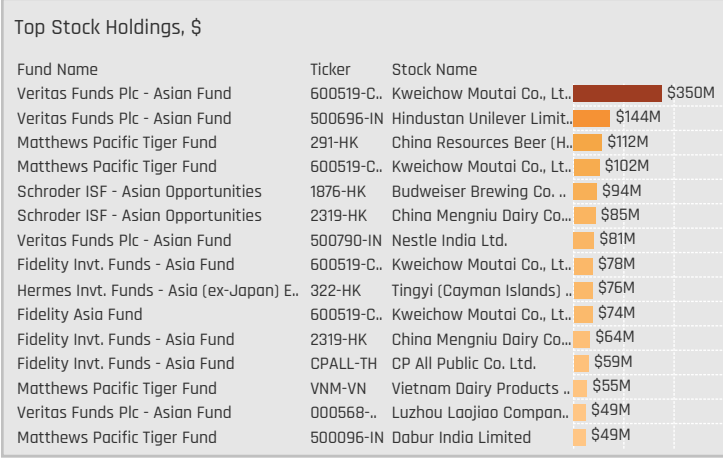 Top Stock Holdings, $
Fund Name Ticker Stock Name
Veritas Funds Plc - Asian Fund 600519-C.. Kweichow Moutai Co., Lt.. $350M
Veritas Funds Plc - Asian Fund 500696-IN Hindustan Unilever Limit.. $144M
Matthews Pacific Tiger Fund 291-HK China Resources Beer (H.. $112M
Matthews Pacific Tiger Fund 600519-C.. Kweichow Moutai Co., Lt.. $102M
Schroder ISF - Asian Opportunities 1876-HK Budweiser Brewing Co. .. $94M
Schroder ISF - Asian Opportunities 2319-HK China Mengniu Dairy Co... $85M
Veritas Funds Plc - Asian Fund 500790-IN Nestle India Ltd. $81M
Fidelity Invt. Funds - Asia Fund 600519-C.. Kweichow Moutai Co., Lt.. $78M
Hermes Invt. Funds - Asia (ex-Japan) E.. 322-HK Tingyi (Cayman Islands) .. $76M
Fidelity Asia Fund 600519-C.. Kweichow Moutai Co., Lt.. $74M
Fidelity Invt. Funds - Asia Fund 2319-HK China Mengniu Dairy Co... $64M
Fidelity Invt. Funds - Asia Fund CPALL-TH CP All Public Co. Ltd. $59M
Matthews Pacific Tiger Fund VNM-VN Vietnam Dairy Products .. $55M
Veritas Funds Plc - Asian Fund 000568-.. Luzhou Laojiao Compan.. $49M
Matthews Pacific Tiger Fund 500096-IN Dabur India Limited $49M